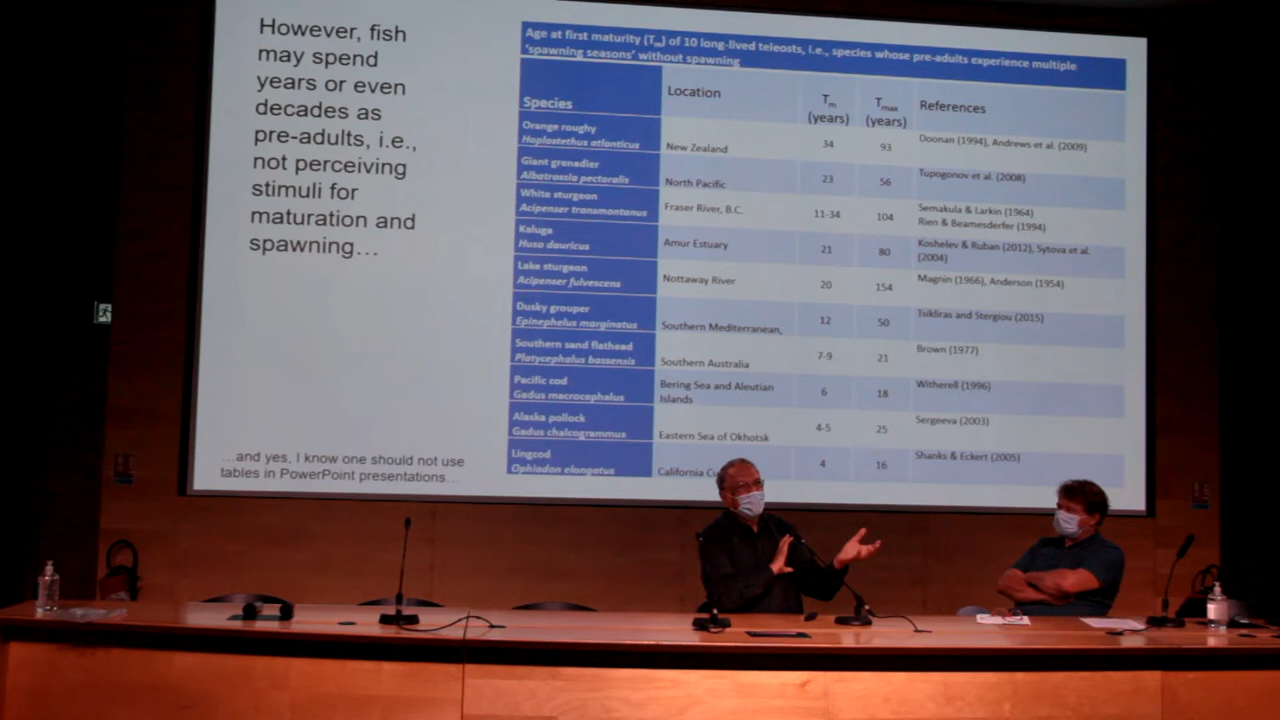 However, fish
may spend
years or even
decades as
pre-adults, i.e.,
not perceiving
stimuli for
maturation and
spawning…
…and yes, I know one should not use
tables in PowerPoint presentations…
Age at first maturity (Tm) of 10 long-lived teleosts, i.e., species whose pre-adults experience multiple
'spawning seasons' without spawning
Species Location Tm (years) Tmax (years) References
Orange roughy
Hoplostethus atlanticus New Zealand 34 93 Doonan (1994), Andrews et al. (2009)
Giant grenadier
Albatrossia pectoralis North Pacific 23 56 Tupogonov et al. (2008)
White sturgeon
Acipenser transmontanus Fraser River, B.C. 11-34 104 Semakula & Larkin (1964)
Rien & Beamesderfer (1994)
Kaluga
Huso dauricus Amur Estuary 21 80 Koshelev & Ruban (2012), Sytova et al.
(2004)
Lake sturgeon
Acipenser fulvescens Nottaway River 20 154 Magnin (1966), Anderson (1954)
Dusky grouper
Epinephelus marginatus Southern Mediterranean, 12 50 Tsikliras and Stergiou (2015)
Southern sand flathead
Platycephalus bassensis Southern Australia 7-9 21 Brown (1977)
Pacific cod
Gadus macrocephalus Bering Sea and Aleutian
Islands 6 18 Witherell (1996)
Alaska pollock
Gadus chalcogrammus Eastern Sea of Okhotsk 4-5 25 Sergeeva (2003)
Lingcod
Ophiodon elongatus California 4 16 Shanks & Eckert (2005)